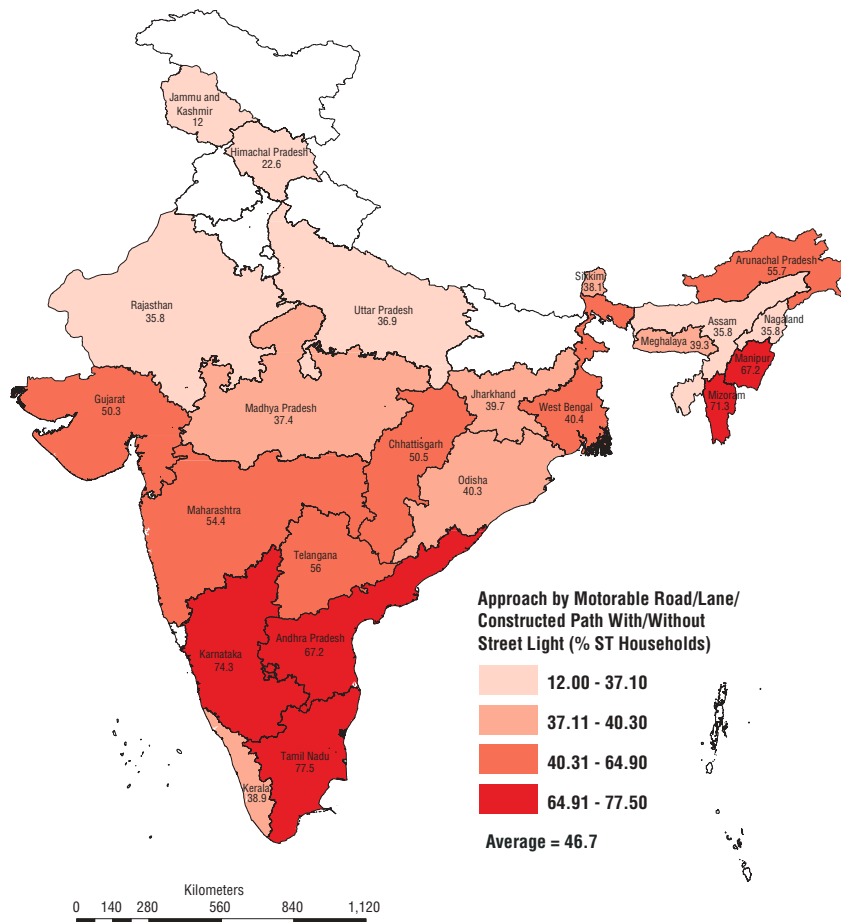 Jammu and
Kashmir
12
Himachal Pradesh
22.6
Rajasthan
35.8
Uttar Pradesh
36.9
Sikkim
38.1
Arunachal Pradesh
55.7
Assam
35.8
Nagaland
35.8
Meghalaya
39.3
Manipur
67.2
Mizoram
71.3
Gujarat
50.3
Madhya Pradesh
37.4
Jharkhand
39.7
West Bengal
40.4
Chhattisgarh
50.5
Odisha
40.3
Maharashtra
54.4
Telangana
56
Karnataka
74.3
Andhra Pradesh
67.2
Tamil Nadu
77.5
Kerala
38.9
Approach by Motorable Road/Lane/
Constructed Path With/Without
Street Light (% ST Households)
12.00 - 37.10
37.11 - 40.30
40.31 - 64.90
64.91 - 77.50
Average = 46.7
Kilometers
0 140 280 560 840 1,120